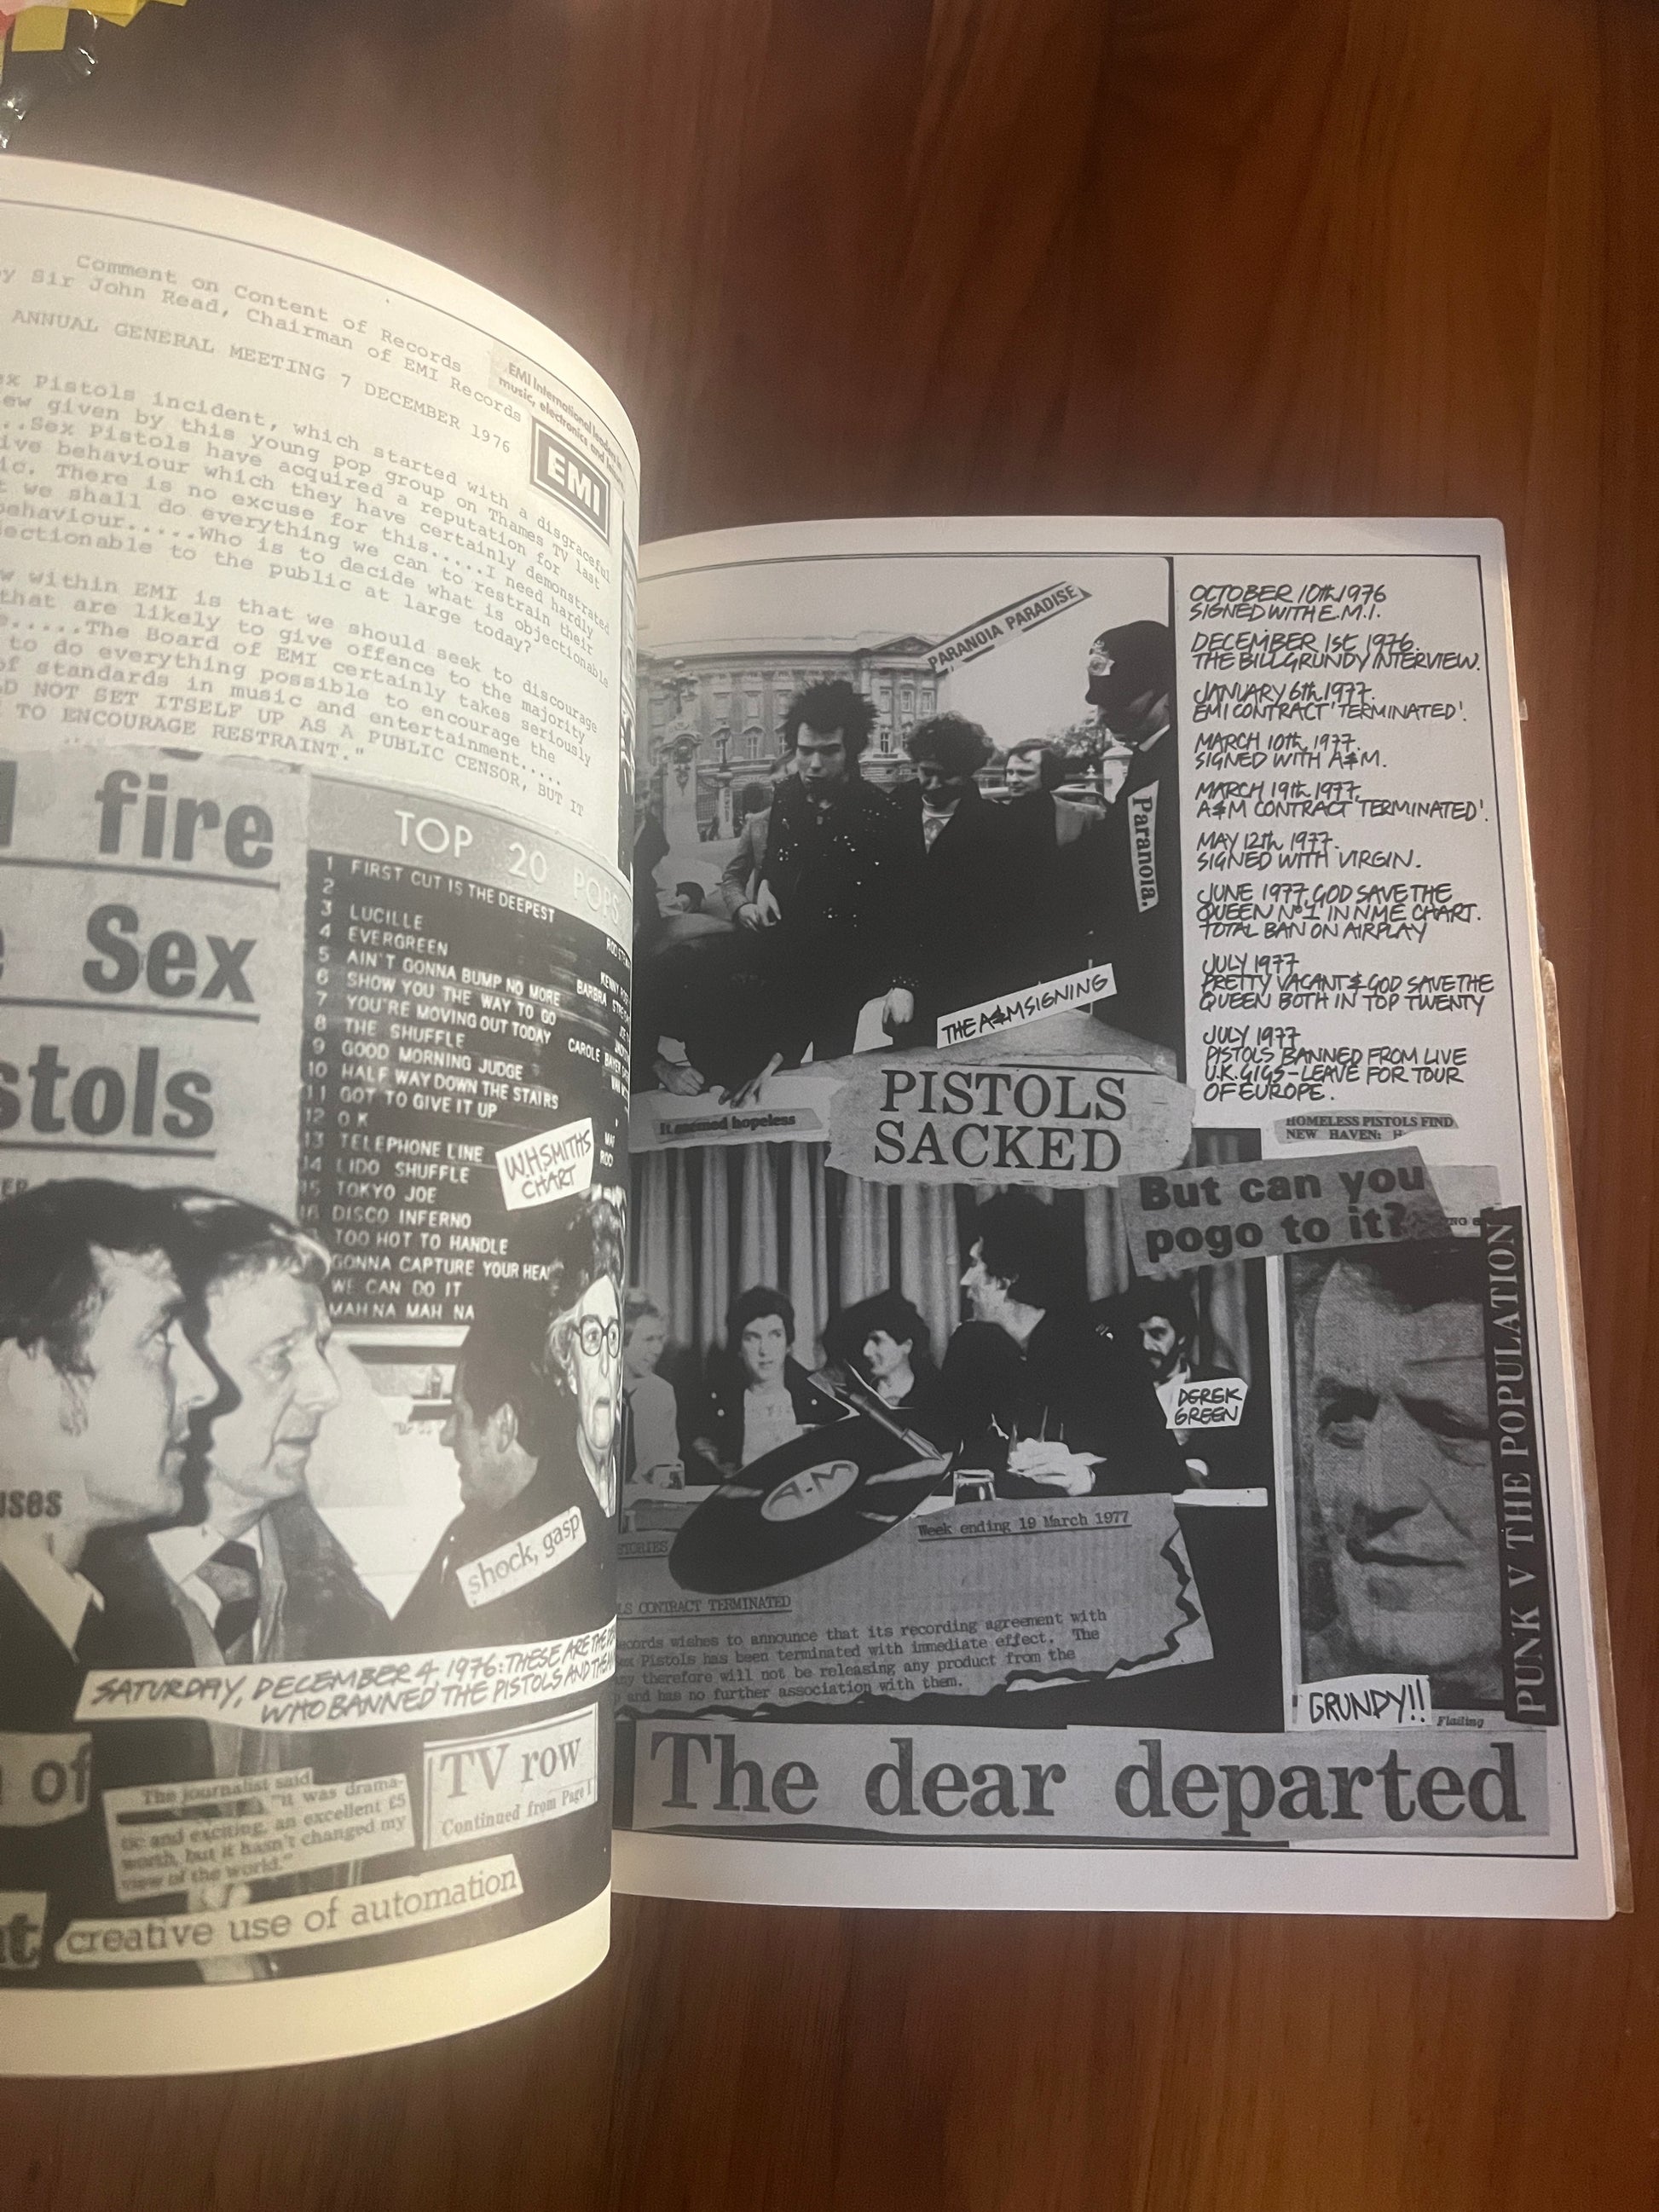 Comment on Content of Records
y Sir John Read, Chairman of EMI Records
ANNUAL GENERAL MEETING 7 DECEMBER 1976
EMI International leaders in
music, electronics and
EMI
ex Pistols incident, which started with a disgraceful
ew given by this young pop group on Thames TV last
...Sex Pistols have acquired a reputation for
ive behaviour which they have certainly demonstrated
ic. There is no excuse for this.....I need hardly
t we shall do everything we can to restrain their
behaviour.....Who is to decide what is objectionable
ectionable to the public at large today?
w within EMI is that we should seek to discourage
that are likely to give offence to the majority
.....The Board of EMI certainly takes seriously
to do everything possible to encourage the
of standards in music and entertainment.....
D NOT SET ITSELF UP AS A PUBLIC CENSOR, BUT IT
TO ENCOURAGE RESTRAINT."
fire
Sex
stols
TOP 20 POPS
1 FIRST CUT IS THE DEEPEST
2
3 LUCILLE
4 EVERGREEN
5 AIN'T GONNA BUMP NO MORE
6 SHOW YOU THE WAY TO GO
7 YOU'RE MOVING OUT TODAY
8 THE SHUFFLE
9 GOOD MORNING JUDGE
10 HALF WAY DOWN THE STAIRS
11 GOT TO GIVE IT UP
12 O K
13 TELEPHONE LINE
14 LIDO SHUFFLE
15 TOKYO JOE
16 DISCO INFERNO
TOO HOT TO HANDLE
GONNA CAPTURE YOUR HEA
WE CAN DO IT
MAH NA MAH NA
KENNY
BARBRA
CAROLE BAYER
WHSMITHS
CHART
uses
shock, gasp
SATURDAY, DECEMBER 4, 1976: THESE ARE THE
WHO BANNED THE PISTOLS AND THE
of
The journalist said
"It was drama-
tic and exciting, an excellent £5
worth, but it hasn't changed my
view of the world."
TV row
Continued from Page 1
creative use of automation
PARANOIA PARADISE
Paranoia.
THE A&M SIGNING
It seemed hopeless
PISTOLS
SACKED
OCTOBER 10th, 1976
SIGNED WITH E.M.I.
DECEMBER 1st 1976.
THE BILL GRUNDY INTERVIEW.
JANUARY 6th, 1977.
EMI CONTRACT 'TERMINATED'.
MARCH 10th, 1977.
SIGNED WITH A&M.
MARCH 19th, 1977.
A&M CONTRACT 'TERMINATED'.
MAY 12th, 1977.
SIGNED WITH VIRGIN.
JUNE 1977, GOD SAVE THE
QUEEN Nº 1 IN NME CHART.
TOTAL BAN ON AIRPLAY
JULY 1977
PRETTY VACANT & GOD SAVE THE
QUEEN BOTH IN TOP TWENTY
JULY 1977
PISTOLS BANNED FROM LIVE
U.K. GIGS - LEAVE FOR TOUR
OF EUROPE.
HOMELESS PISTOLS FIND
NEW HAVEN:
But can you
pogo to it?
DEREK
GREEN
A·M
Week ending 19 March 1977
STORIES
LS CONTRACT TERMINATED
ecords wishes to announce that its recording agreement with
Sex Pistols has been terminated with immediate effect. The
ny therefore will not be releasing any product from the
p and has no further association with them.
PUNK V THE POPULATION
GRUNDY!!
The dear departed